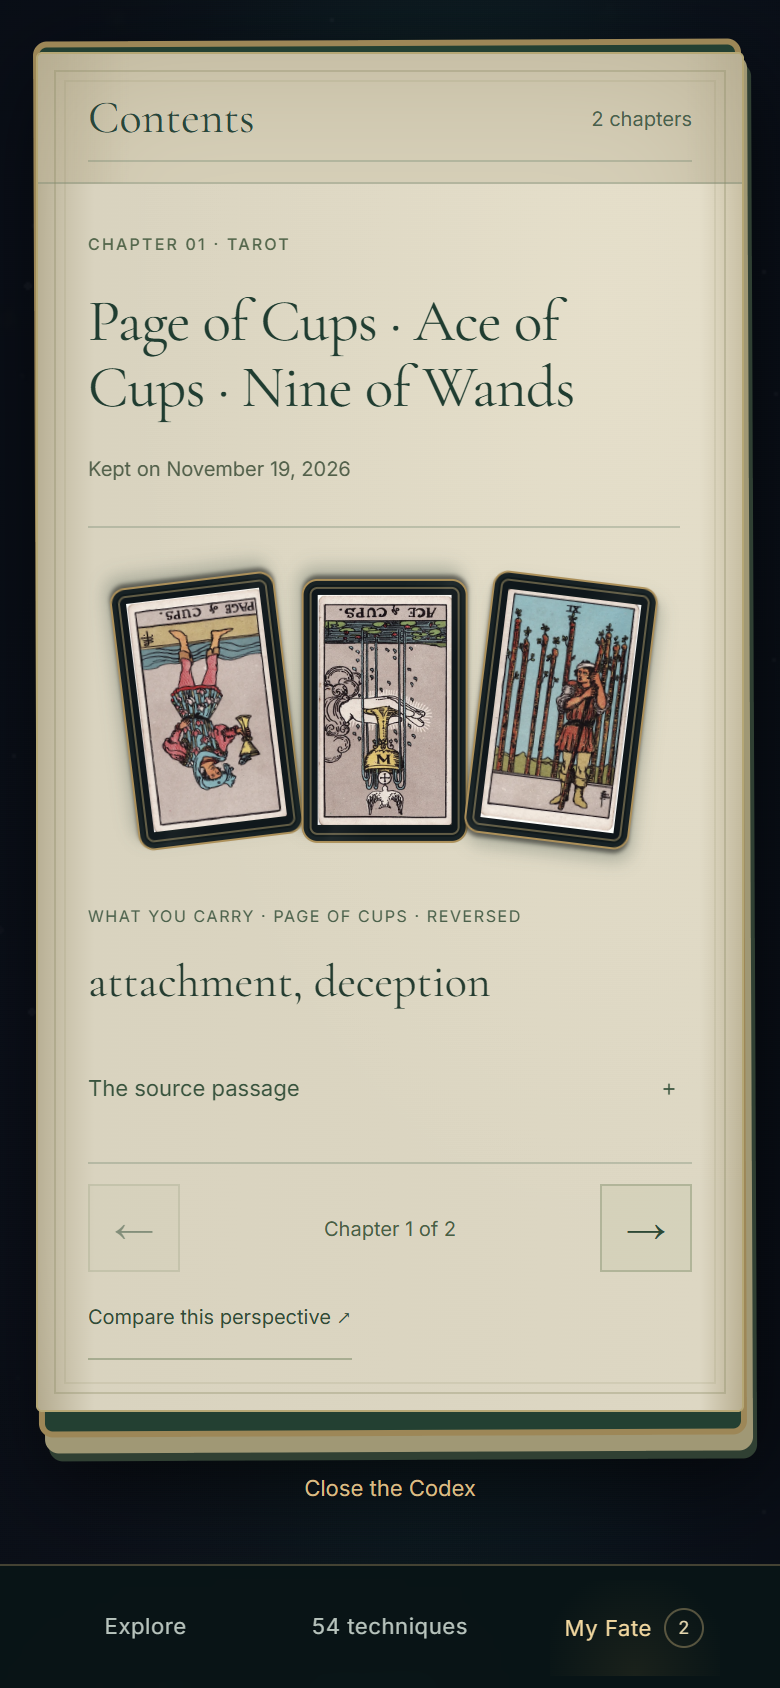 Contents
2 chapters
CHAPTER 01 · TAROT
Page of Cups · Ace of
Cups · Nine of Wands
Kept on November 19, 2026
PAGE of CUPS.
ACE of CUPS.
IX
WHAT YOU CARRY · PAGE OF CUPS · REVERSED
attachment, deception
The source passage +
← Chapter 1 of 2 →
Compare this perspective ↗
Close the Codex
Explore
54 techniques
My Fate 2